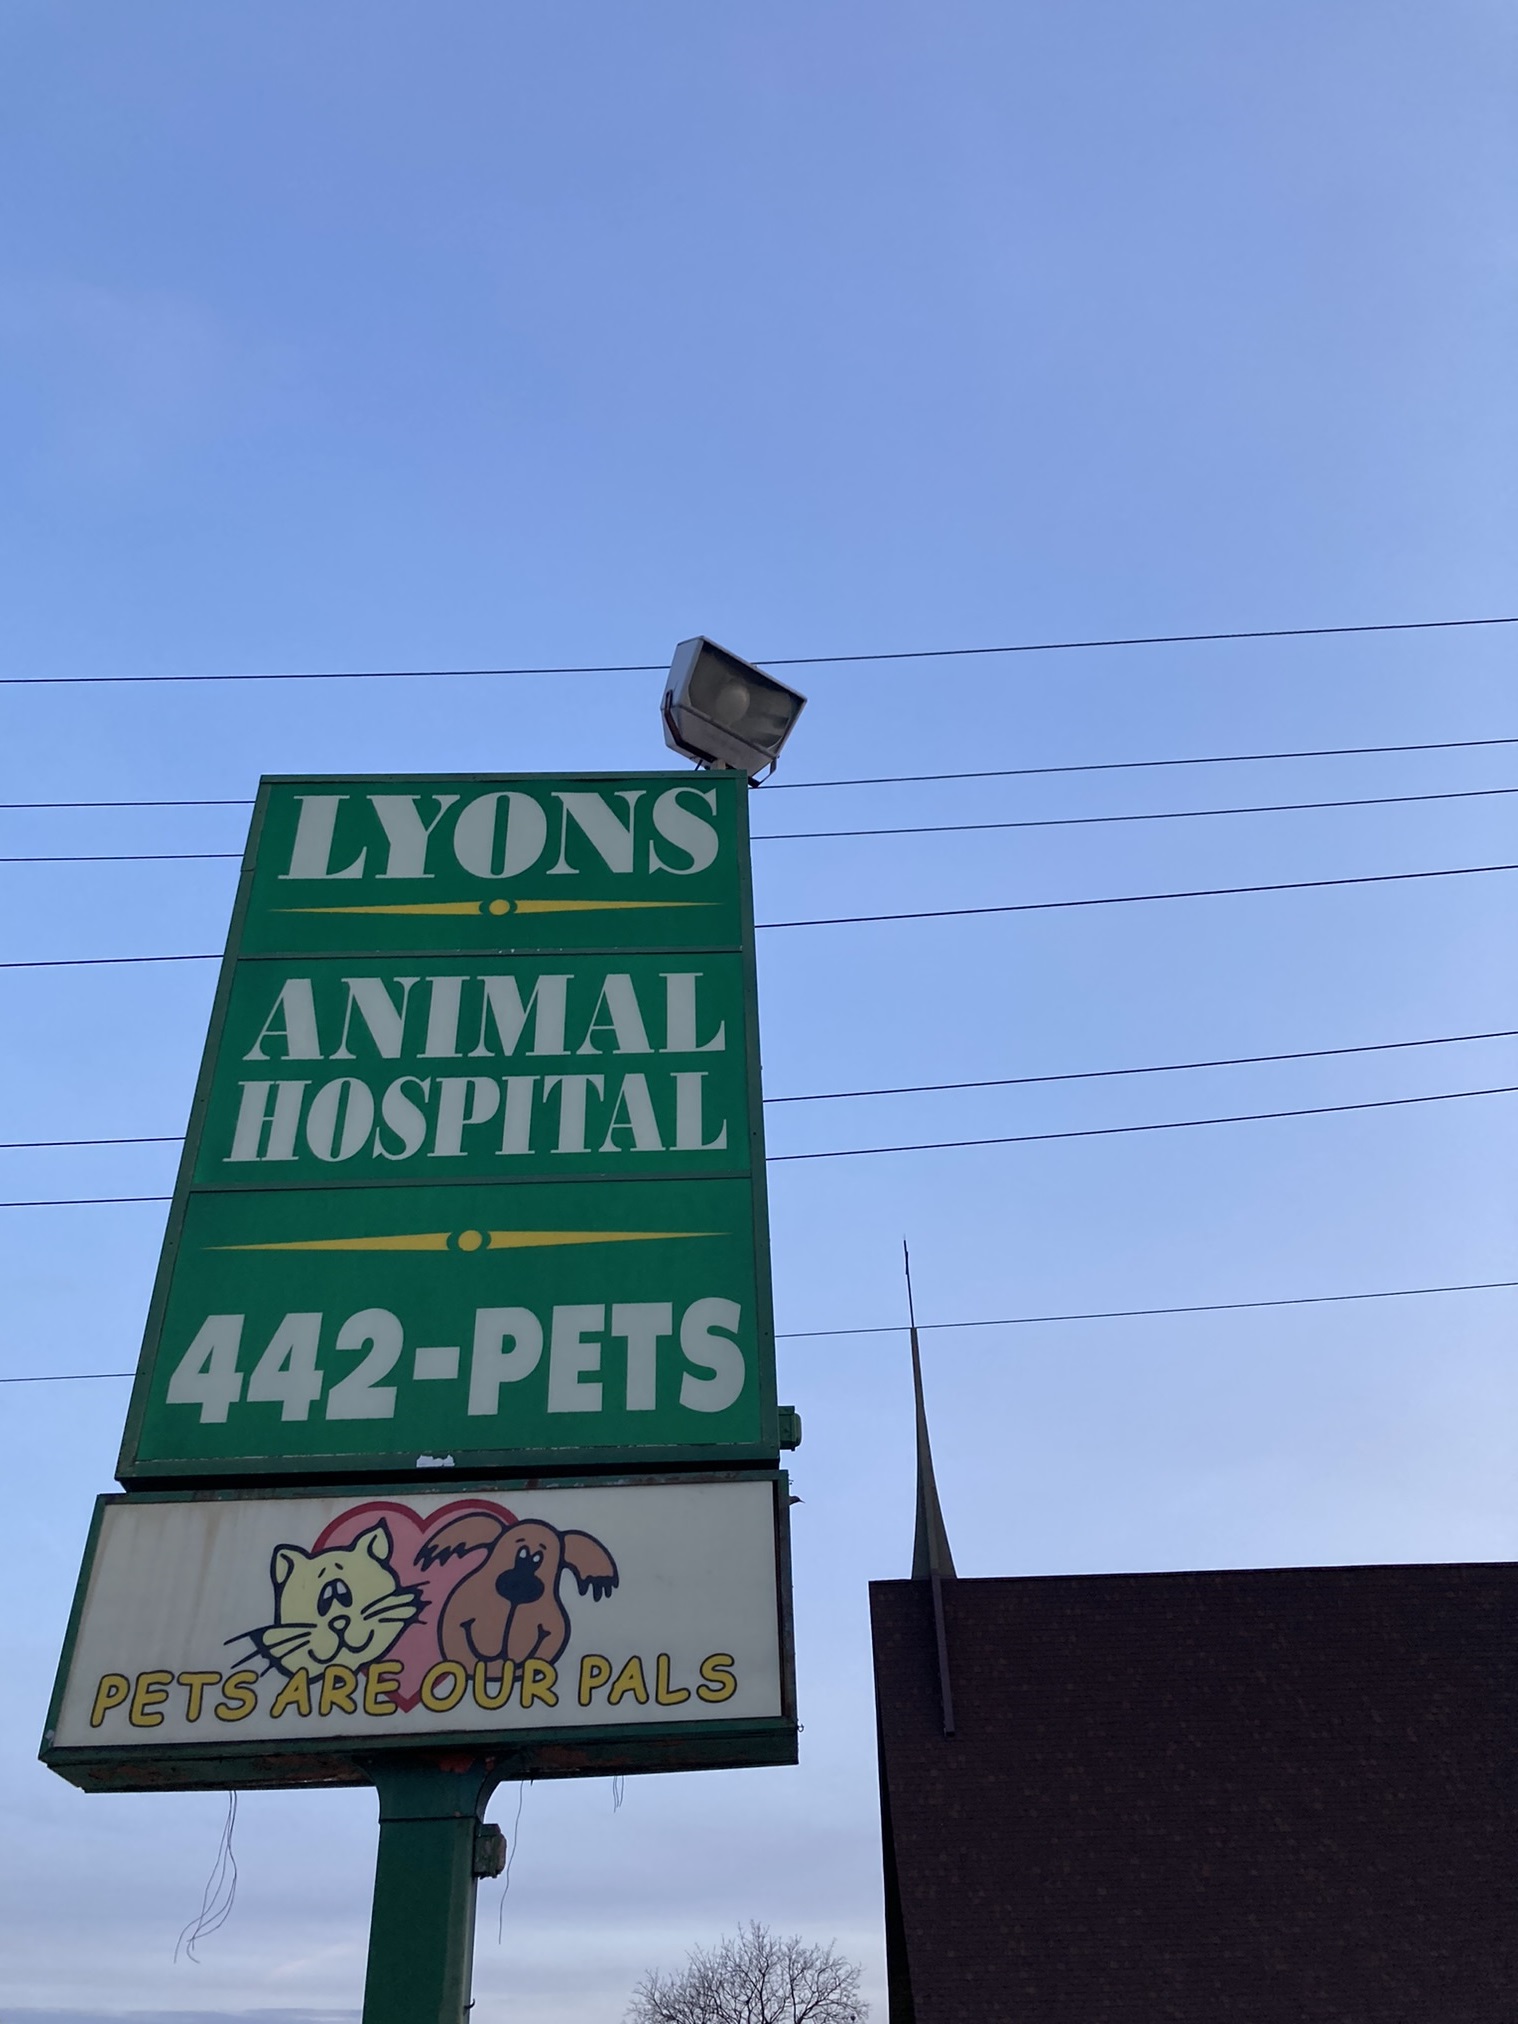 LYONS
ANIMAL
HOSPITAL
442-PETS
PETS ARE OUR PALS